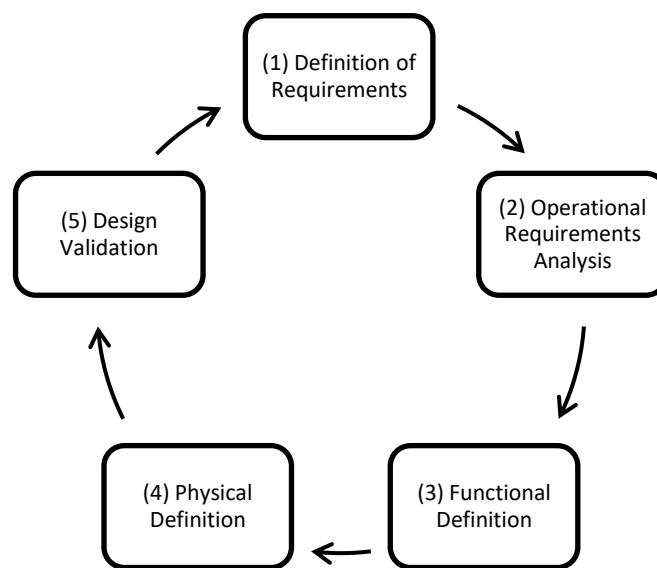 (1) Definition of
Requirements
(2) Operational
Requirements
Analysis
(3) Functional
Definition
(4) Physical
Definition
(5) Design
Validation